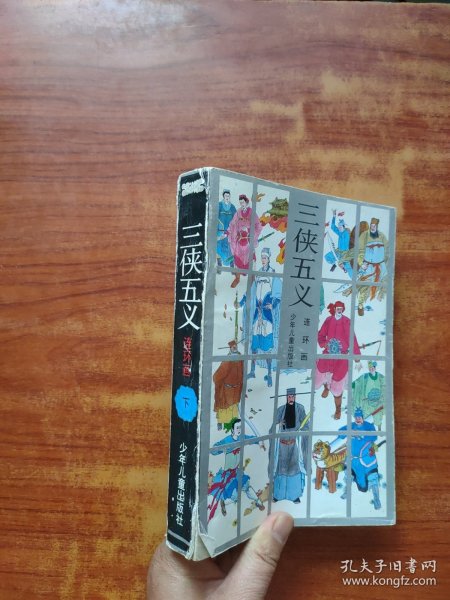 三侠五义
连环画
下
少年儿童出版社
三侠五义
连环画
少年儿童出版社
孔夫子旧书网
www.kongfz.com